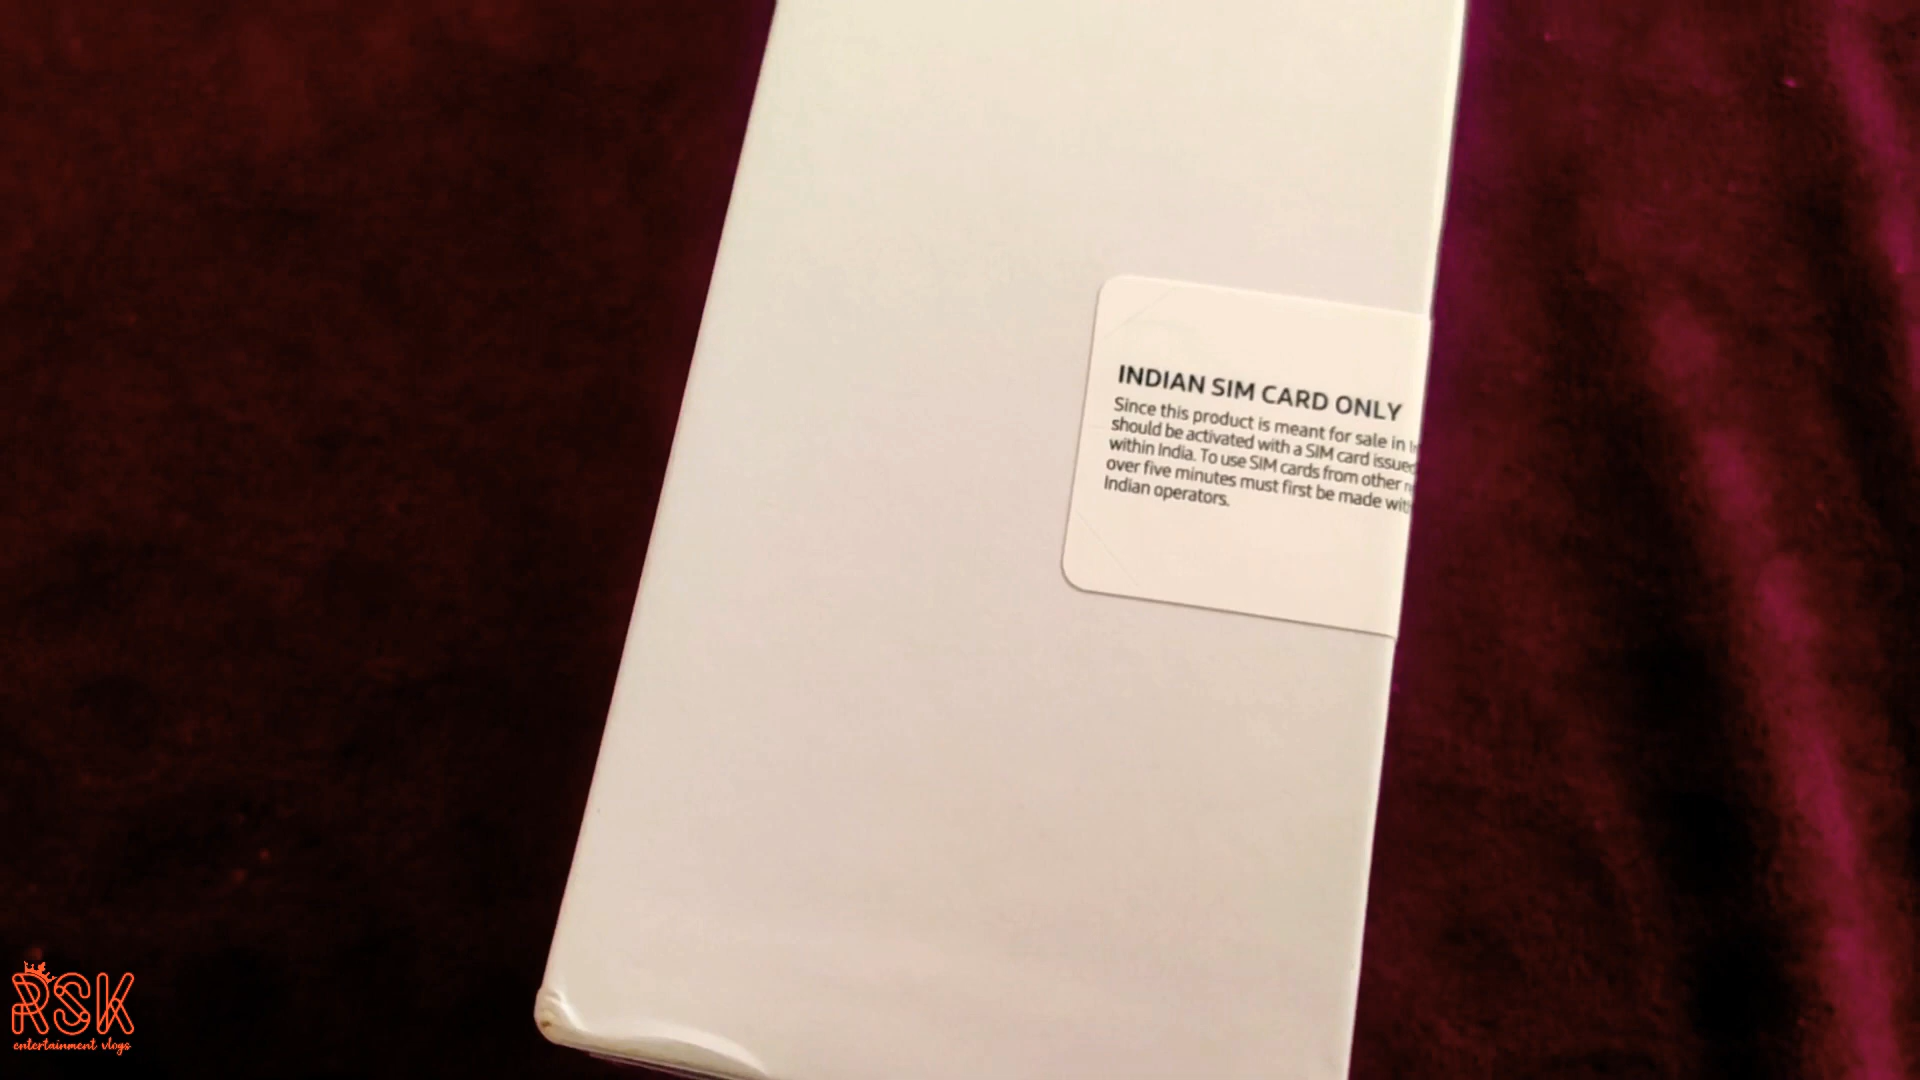 INDIAN SIM CARD ONLY
Since this product is meant for sale in
should be activated with a SIM card issued
within India. To use SIM cards from other
over five minutes must first be made with
Indian operators.
RSK
entertainment vlogs